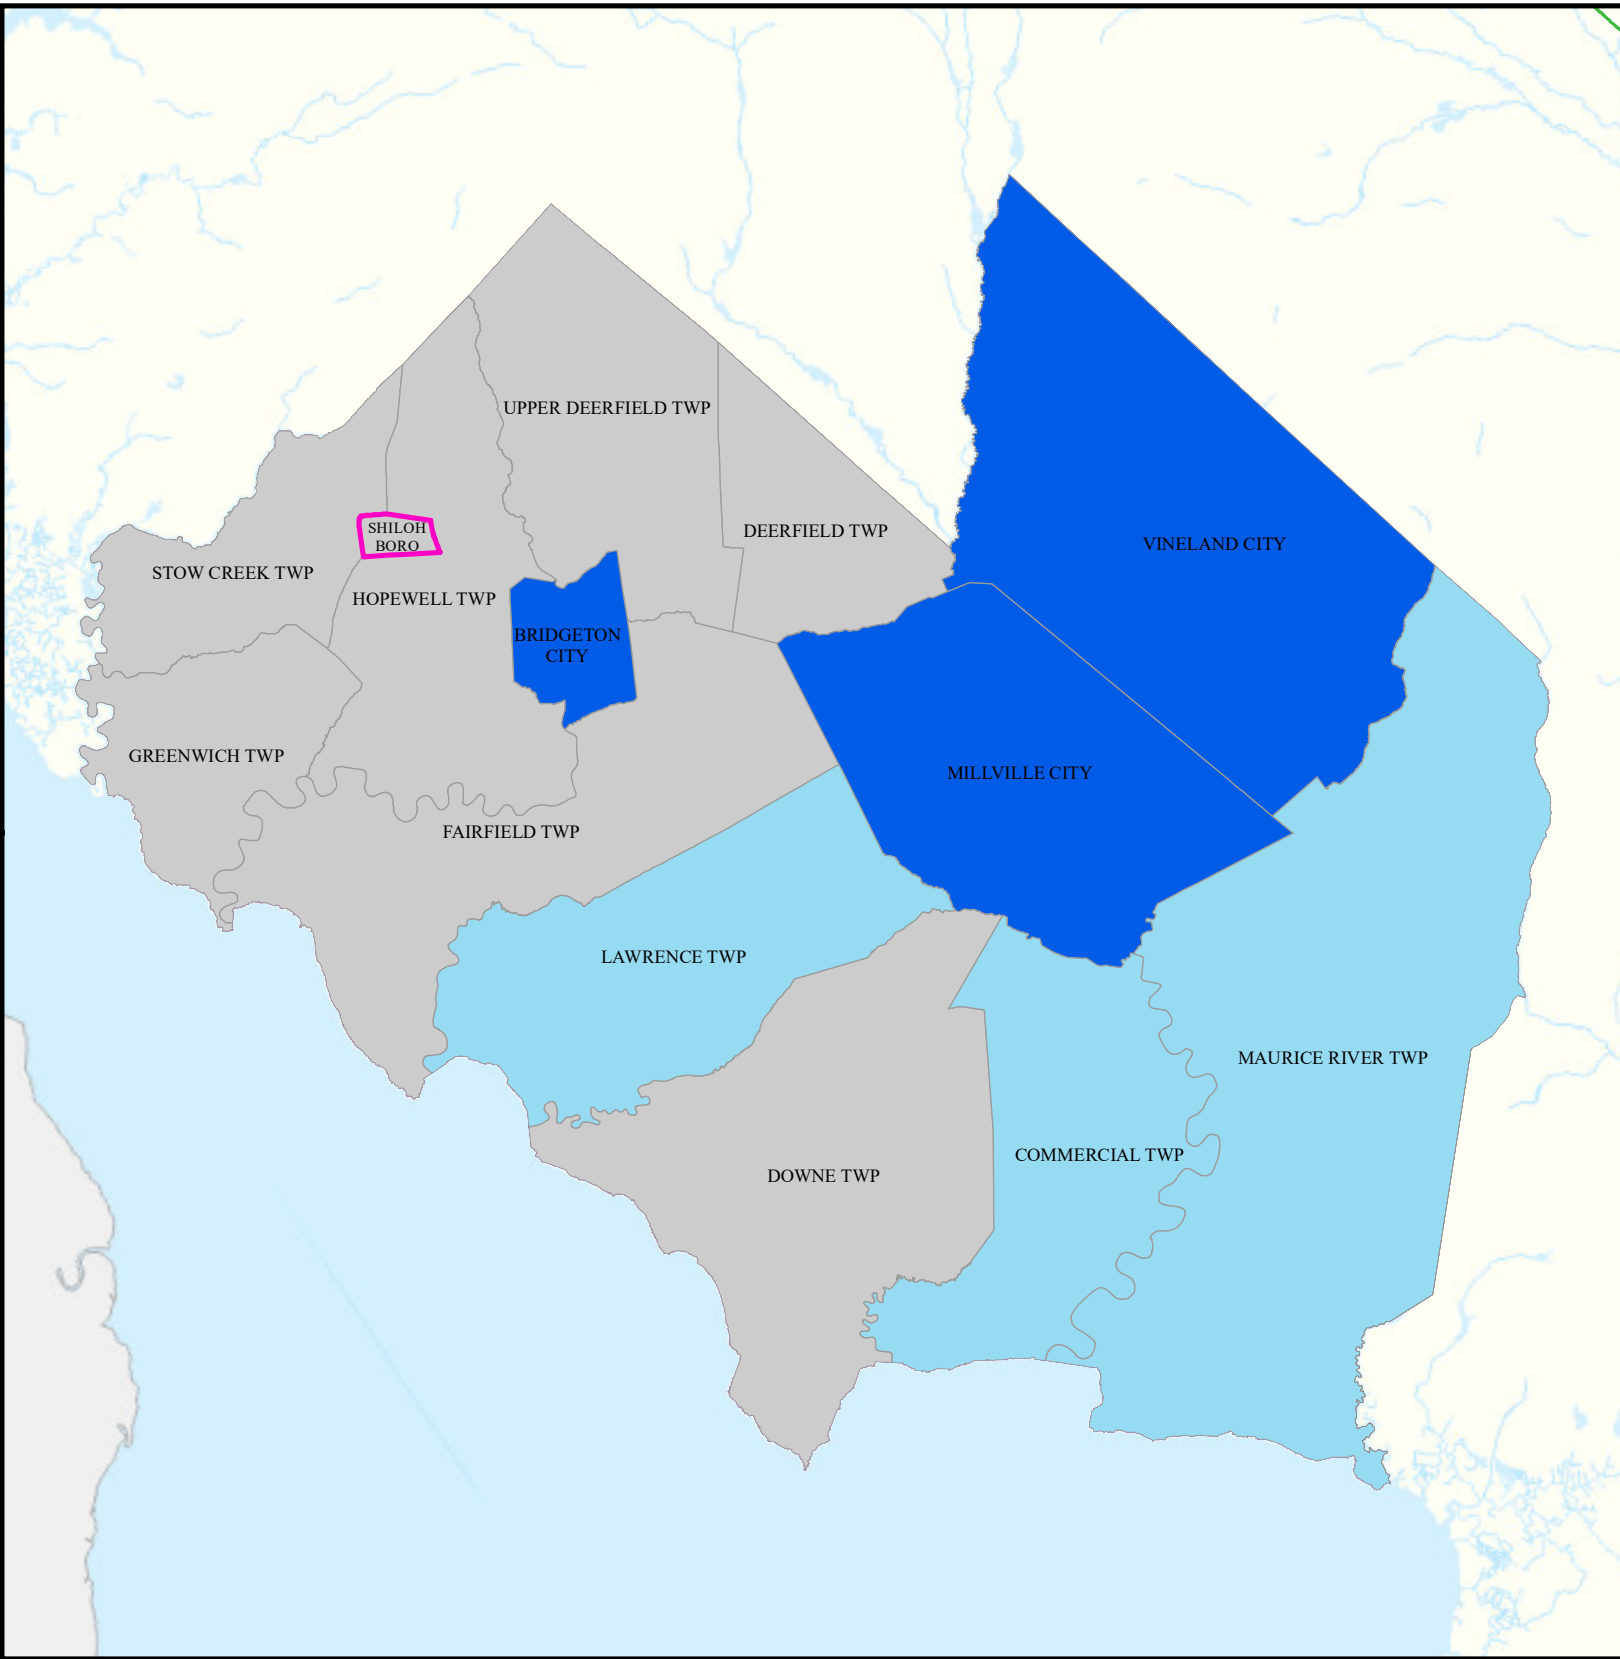 UPPER DEERFIELD TWP
SHILOH
BORO
DEERFIELD TWP
VINELAND CITY
STOW CREEK TWP
HOPEWELL TWP
BRIDGETON
CITY
GREENWICH TWP
MILLVILLE CITY
FAIRFIELD TWP
LAWRENCE TWP
MAURICE RIVER TWP
COMMERCIAL TWP
DOWNE TWP